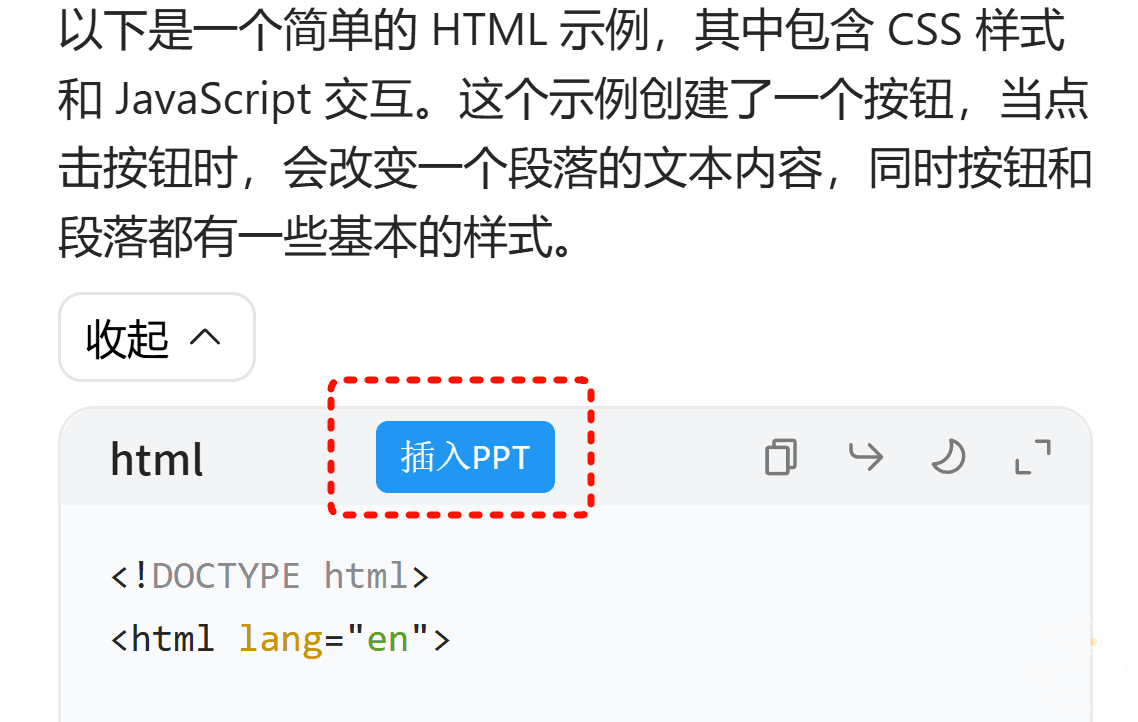 以下是一个简单的 HTML 示例，其中包含 CSS 样式
和 JavaScript 交互。这个示例创建了一个按钮，当点
击按钮时，会改变一个段落的文本内容，同时按钮和
段落都有一些基本的样式。
收起
html 插入PPT
<!DOCTYPE html>
<html lang="en">